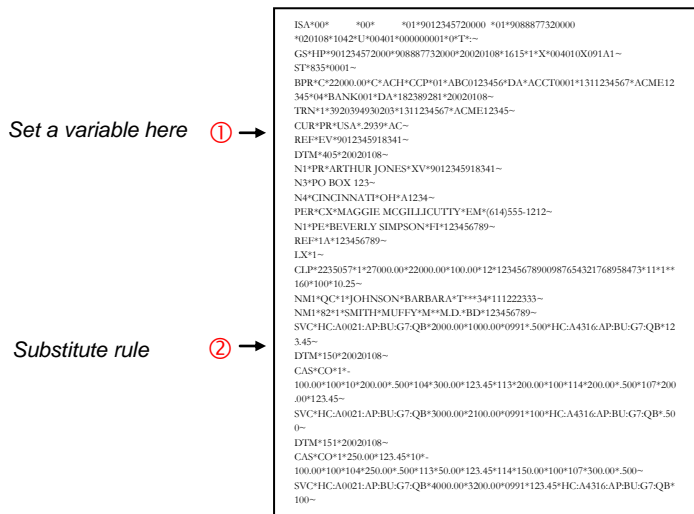 ISA*00* *00* *01*9012345720000 *01*9088877320000
*020108*1042*U*00401*000000001*0*T*:~
GS*HP*901234572000*908887732000*20020108*1615*1*X*004010X091A1~
ST*835*0001~
BPR*C*22000.00*C*ACH*CCP*01*ABC0123456*DA*ACCT0001*1311234567*ACME12
345*04*BANK001*DA*182389281*20020108~
TRN*1*3920394930203*1311234567*ACME12345~
Set a variable here ① CUR*PR*USA*.2939*AC~
REF*EV*9012345918341~
DTM*405*20020108~
N1*PR*ARTHUR JONES*XV*9012345918341~
N3*PO BOX 123~
N4*CINCINNATI*OH*A1234~
PER*CX*MAGGIE MCGILLICUTTY*EM*(614)555-1212~
N1*PE*BEVERLY SIMPSON*FI*123456789~
REF*1A*123456789~
LX*1~
CLP*2235057*1*27000.00*22000.00*100.00*12*12345678900987654321768958473*11*1**
160*100*10.25~
NM1*QC*1*JOHNSON*BARBARA*T***34*111222333~
NM1*82*1*SMITH*MUFFY*M**M.D.*BD*123456789~
SVC*HC:A0021:AP:BU:G7:QB*2000.00*1000.00*0991*.500*HC:A4316:AP:BU:G7:QB*12
3.45~
Substitute rule ② DTM*150*20020108~
CAS*CO*1*-
100.00*100*10*200.00*.500*104*300.00*123.45*113*200.00*100*114*200.00*.500*107*200
.00*123.45~
SVC*HC:A0021:AP:BU:G7:QB*3000.00*2100.00*0991*100*HC:A4316:AP:BU:G7:QB*.50
0~
DTM*151*20020108~
CAS*CO*1*250.00*123.45*10*-
100.00*100*104*250.00*.500*113*50.00*123.45*114*150.00*100*107*300.00*.500~
SVC*HC:A0021:AP:BU:G7:QB*4000.00*3200.00*0991*123.45*HC:A4316:AP:BU:G7:QB*
100~